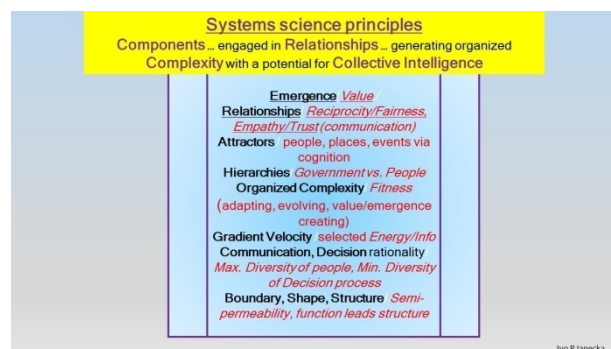 Systems science principles
Components... engaged in Relationships... generating organized
Complexity with a potential for Collective Intelligence
Emergence/Value/
Relationships/Reciprocity/Fairness,
Empathy/Trust (communication)
Attractors/ people, places, events via
cognition
Hierarchies/Government vs. People
Organized Complexity/ Fitness
(adapting, evolving, value/emergence
creating)
Gradient Velocity/selected Energy/Info
Communication, Decision rationality/
Max. Diversity of people, Min. Diversity
of Decision process
Boundary, Shape, Structure/ Semi-
permeability, function leads structure
Ivo P Janecka